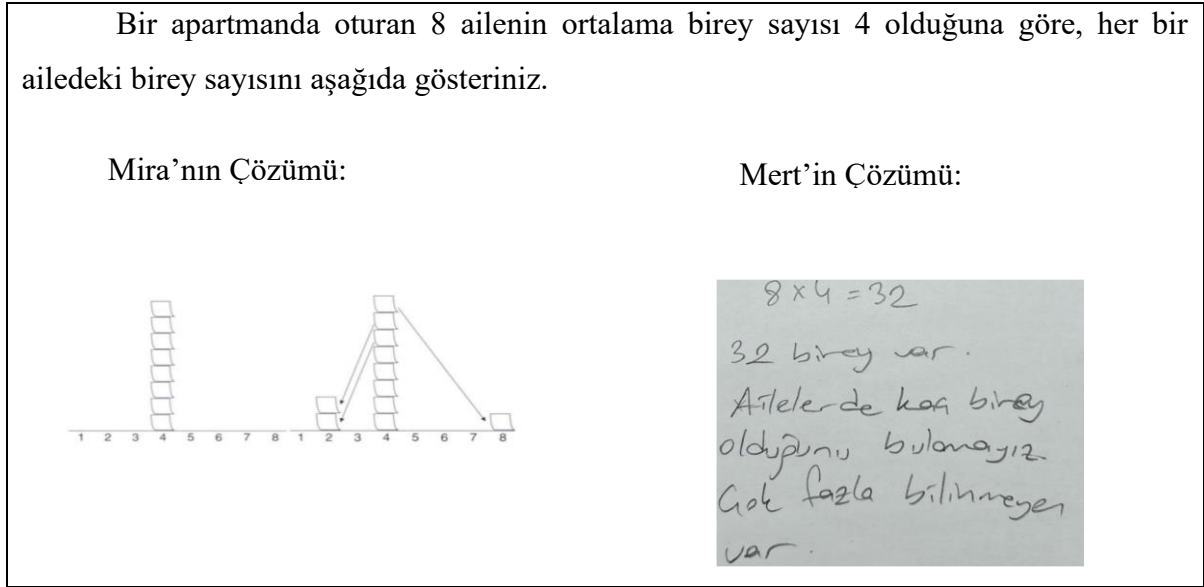 Bir apartmanda oturan 8 ailenin ortalama birey sayısı 4 olduğuna göre, her bir
ailedeki birey sayısını aşağıda gösteriniz.
Mira’nın Çözümü:
1 2 3 4 5 6 7 8 1 2 3 4 5 6 7 8
Mert’in Çözümü:
8 x 4 = 32
32 birey var.
Ailelerde kaç birey
olduğunu bulamayız
Çok fazla bilinmeyen
var.